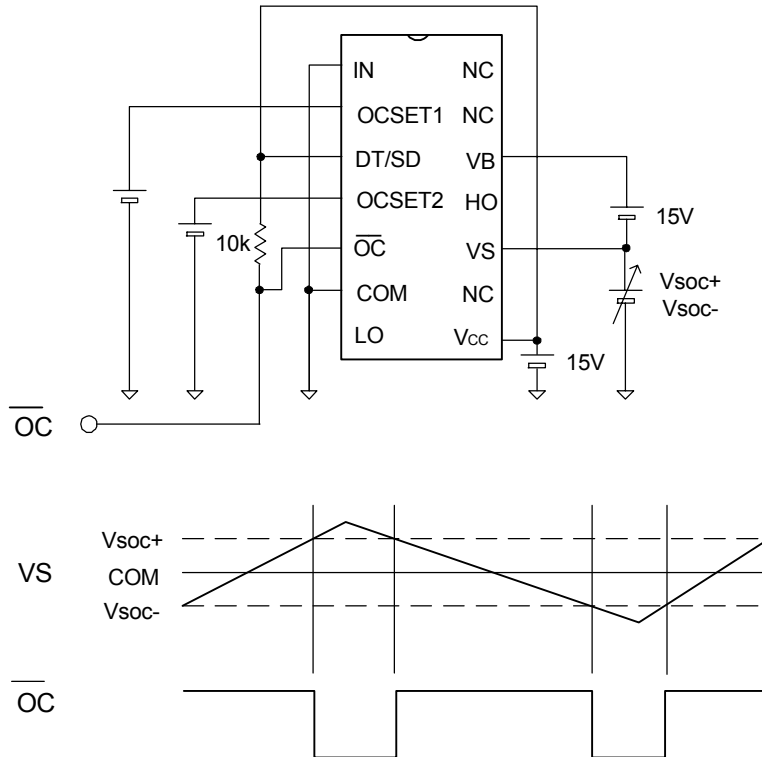 IN NC
OCSET1 NC
DT/SD VB
OCSET2 HO
15V
10k
OC VS
Vsoc+
COM NC
Vsoc-
LO Vcc
15V
OC
Vsoc+
VS COM
Vsoc-
OC